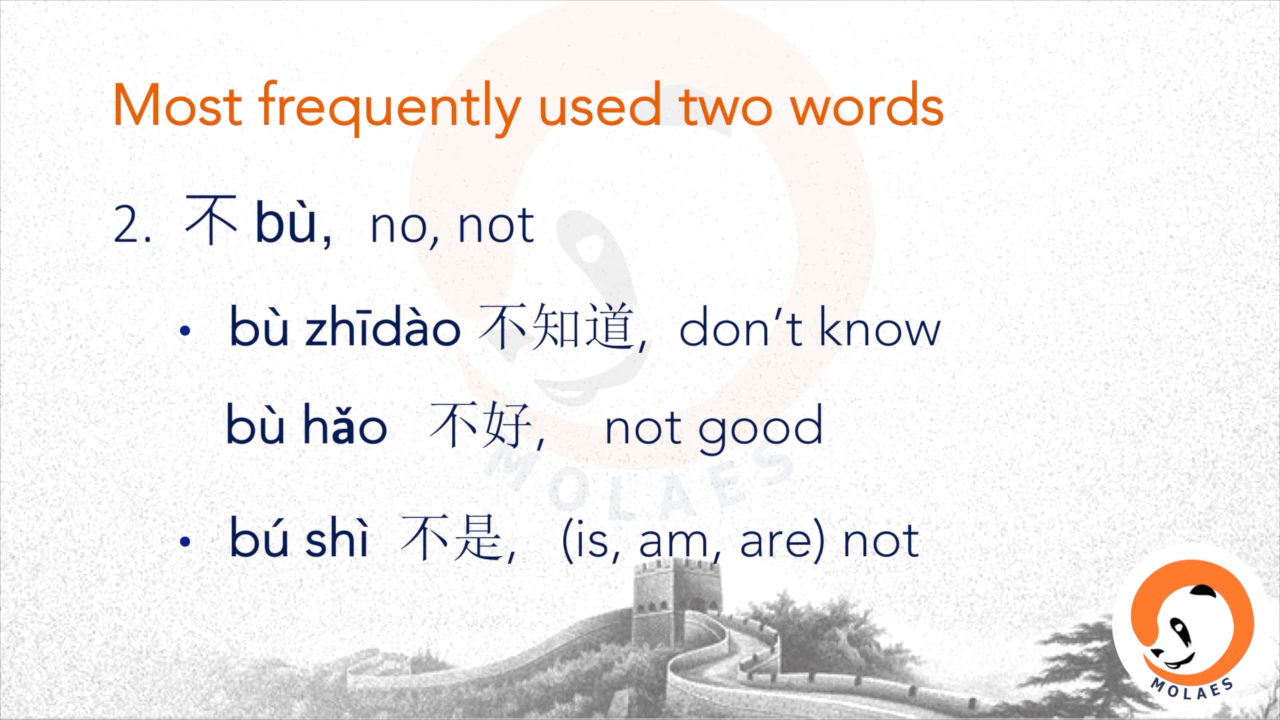 Most frequently used two words
2. 不 bù, no, not
• bù zhīdào 不知道, don't know
bù hǎo 不好, not good
• bú shì 不是, (is, am, are) not
MOLAES
MOLAES